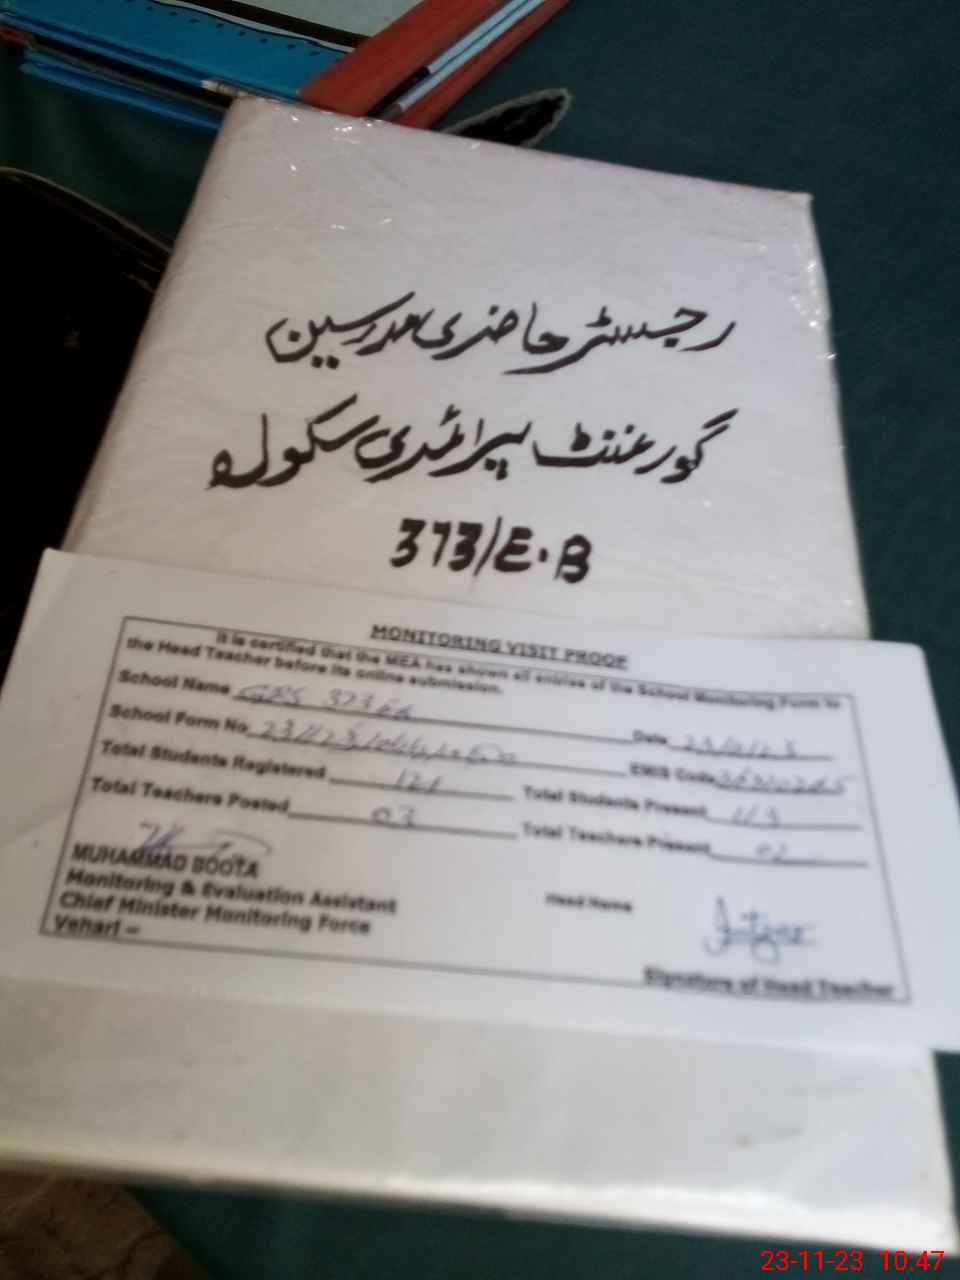 رجسٹر حاضری مدرسین
گورنمنٹ پرائمری سکول
373/E.B
MONITORING VISIT PROOF
It is certified that the MEA has shown all entries of the School Monitoring Form to
the Head Teacher before its online submission.
School Name GPS 373 EB
Date
School Form No
EMIS Code
Total Students Registered 121
Total Students Present
Total Teachers Posted 03
Total Teachers Present 02
MUHAMMAD BOOTA
Monitoring & Evaluation Assistant
Head Name
Chief Minister Monitoring Force
Vehari –
Signature of Head Teacher
23-11-23 10:47